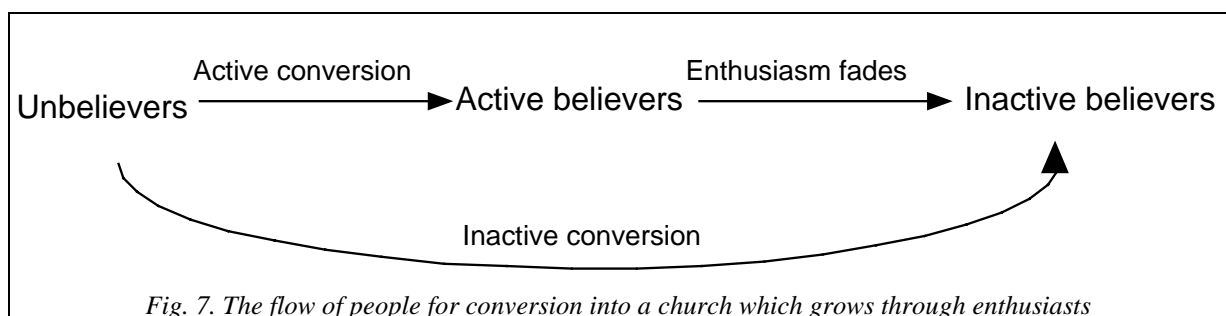 Active conversion
Enthusiasm fades
Unbelievers
Active believers
Inactive believers
Inactive conversion
Fig. 7. The flow of people for conversion into a church which grows through enthusiasts